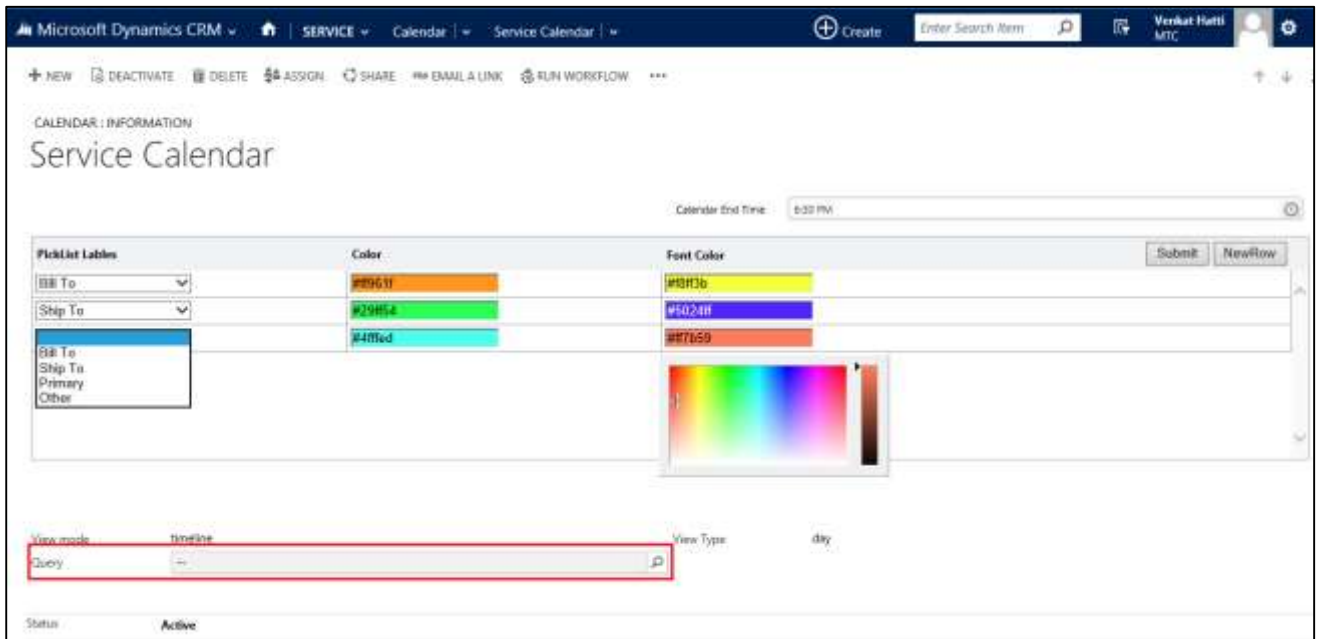 Microsoft Dynamics CRM SERVICE Calendar Service Calendar Create Enter Search Item Venkat Hatti
MTC
NEW DEACTIVATE DELETE ASSIGN SHARE EMAIL A LINK RUN WORKFLOW •••
CALENDAR : INFORMATION
Service Calendar
Calendar End Time 6:30 PM
PickList Lables Color Font Color Submit NewRow
Bill To #ff961f #f8ff3b
Ship To #29ff54 #5024ff
#4fffed #ff7b59
Bill To
Ship To
Primary
Other
View mode timeline View Type day
Query --
Status Active